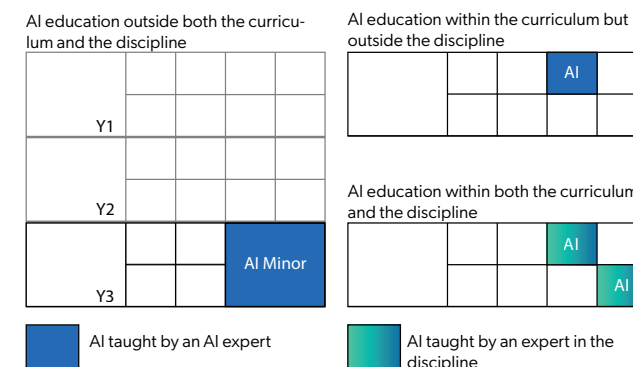 AI education outside both the curricu-
lum and the discipline
Y1
Y2
AI Minor
Y3
AI taught by an AI expert
AI education within the curriculum but
outside the discipline
AI
AI education within both the curriculum
and the discipline
AI
AI
AI taught by an expert in the
discipline